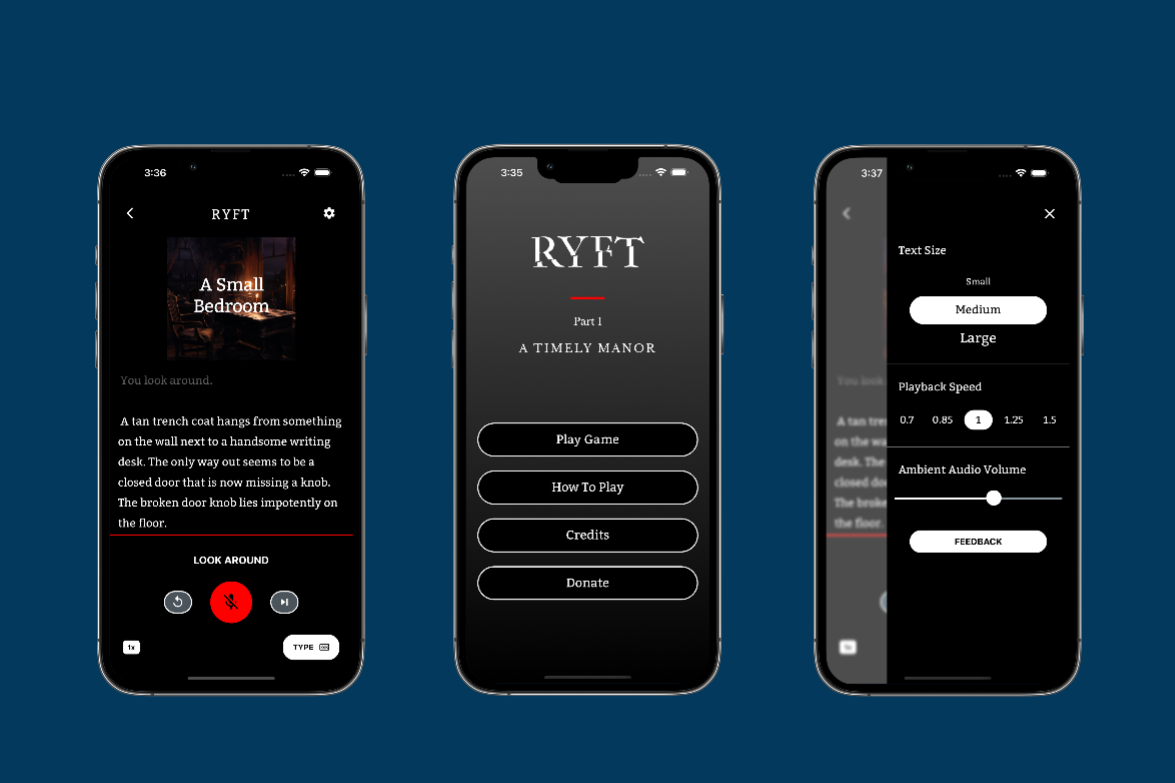 3:36
RYFT
A Small
Bedroom
You look around.
A tan trench coat hangs from something
on the wall next to a handsome writing
desk. The only way out seems to be a
closed door that is now missing a knob.
The broken door knob lies impotently on
the floor.
LOOK AROUND
1x
TYPE
3:35
RYFT
Part I
A TIMELY MANOR
Play Game
How To Play
Credits
Donate
3:37
You look
A tan tre
on the wa
desk. The
closed doo
The broke
the floor.
Text Size
Small
Medium
Large
Playback Speed
0.7 0.85 1 1.25 1.5
Ambient Audio Volume
FEEDBACK